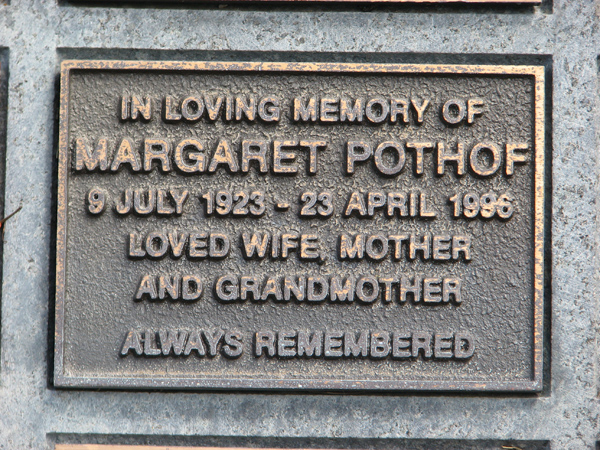 IN LOVING MEMORY OF
MARGARET POTHOF
9 JULY 1923 - 23 APRIL 1996
LOVED WIFE, MOTHER
AND GRANDMOTHER
ALWAYS REMEMBERED